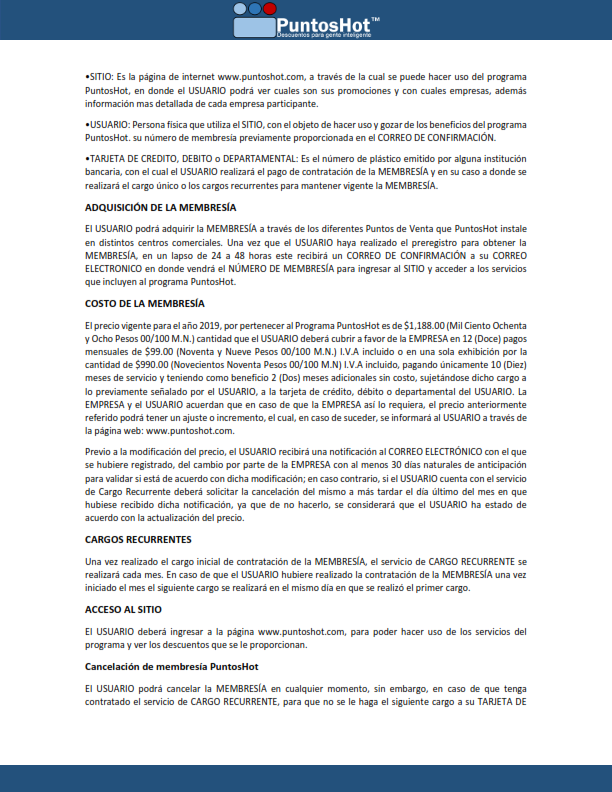 PuntosHot™
Descuentos para gente inteligente
•SITIO: Es la página de internet www.puntoshot.com, a través de la cual se puede hacer uso del programa
PuntosHot, en donde el USUARIO podrá ver cuales son sus promociones y con cuales empresas, además
información mas detallada de cada empresa participante.
•USUARIO: Persona física que utiliza el SITIO, con el objeto de hacer uso y gozar de los beneficios del programa
PuntosHot. su número de membresía previamente proporcionada en el CORREO DE CONFIRMACIÓN.
•TARJETA DE CREDITO, DEBITO o DEPARTAMENTAL: Es el número de plástico emitido por alguna institución
bancaria, con el cual el USUARIO realizará el pago de contratación de la MEMBRESÍA y en su caso a donde se
realizará el cargo único o los cargos recurrentes para mantener vigente la MEMBRESÍA.
ADQUISICIÓN DE LA MEMBRESÍA
El USUARIO podrá adquirir la MEMBRESÍA a través de los diferentes Puntos de Venta que PuntosHot instale
en distintos centros comerciales. Una vez que el USUARIO haya realizado el preregistro para obtener la
MEMBRESÍA, en un lapso de 24 a 48 horas este recibirá un CORREO DE CONFIRMACIÓN a su CORREO
ELECTRONICO en donde vendrá el NÚMERO DE MEMBRESÍA para ingresar al SITIO y acceder a los servicios
que incluyen al programa PuntosHot.
COSTO DE LA MEMBRESÍA
El precio vigente para el año 2019, por pertenecer al Programa PuntosHot es de $1,188.00 (Mil Ciento Ochenta
y Ocho Pesos 00/100 M.N.) cantidad que el USUARIO deberá cubrir a favor de la EMPRESA en 12 (Doce) pagos
mensuales de $99.00 (Noventa y Nueve Pesos 00/100 M.N.) I.V.A incluido o en una sola exhibición por la
cantidad de $990.00 (Novecientos Noventa Pesos 00/100 M.N) I.V.A incluido, pagando únicamente 10 (Diez)
meses de servicio y teniendo como beneficio 2 (Dos) meses adicionales sin costo, sujetándose dicho cargo a
lo previamente señalado por el USUARIO, a la tarjeta de crédito, débito o departamental del USUARIO. La
EMPRESA y el USUARIO acuerdan que en caso de que la EMPRESA así lo requiera, el precio anteriormente
referido podrá tener un ajuste o incremento, el cual, en caso de suceder, se informará al USUARIO a través de
la página web: www.puntoshot.com.
Previo a la modificación del precio, el USUARIO recibirá una notificación al CORREO ELECTRÓNICO con el que
se hubiere registrado, del cambio por parte de la EMPRESA con al menos 30 días naturales de anticipación
para validar si está de acuerdo con dicha modificación; en caso contrario, si el USUARIO cuenta con el servicio
de Cargo Recurrente deberá solicitar la cancelación del mismo a más tardar el día último del mes en que
hubiese recibido dicha notificación, ya que de no hacerlo, se considerará que el USUARIO ha estado de
acuerdo con la actualización del precio.
CARGOS RECURRENTES
Una vez realizado el cargo inicial de contratación de la MEMBRESÍA, el servicio de CARGO RECURRENTE se
realizará cada mes. En caso de que el USUARIO hubiere realizado la contratación de la MEMBRESÍA una vez
iniciado el mes el siguiente cargo se realizará en el mismo día en que se realizó el primer cargo.
ACCESO AL SITIO
El USUARIO deberá ingresar a la página www.puntoshot.com, para poder hacer uso de los servicios del
programa y ver los descuentos que se le proporcionan.
Cancelación de membresía PuntosHot
El USUARIO podrá cancelar la MEMBRESÍA en cualquier momento, sin embargo, en caso de que tenga
contratado el servicio de CARGO RECURRENTE, para que no se le haga el siguiente cargo a su TARJETA DE